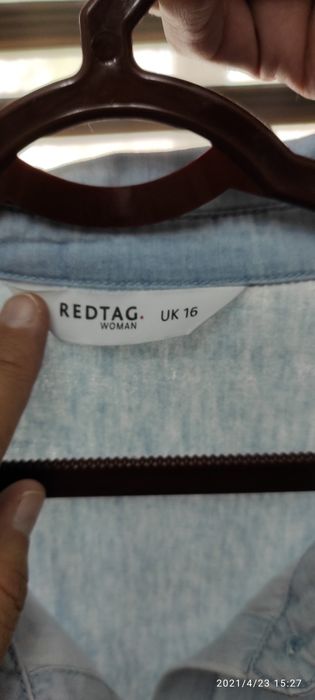 REDTAG. UK 16
WOMAN
2021/4/23 15:27